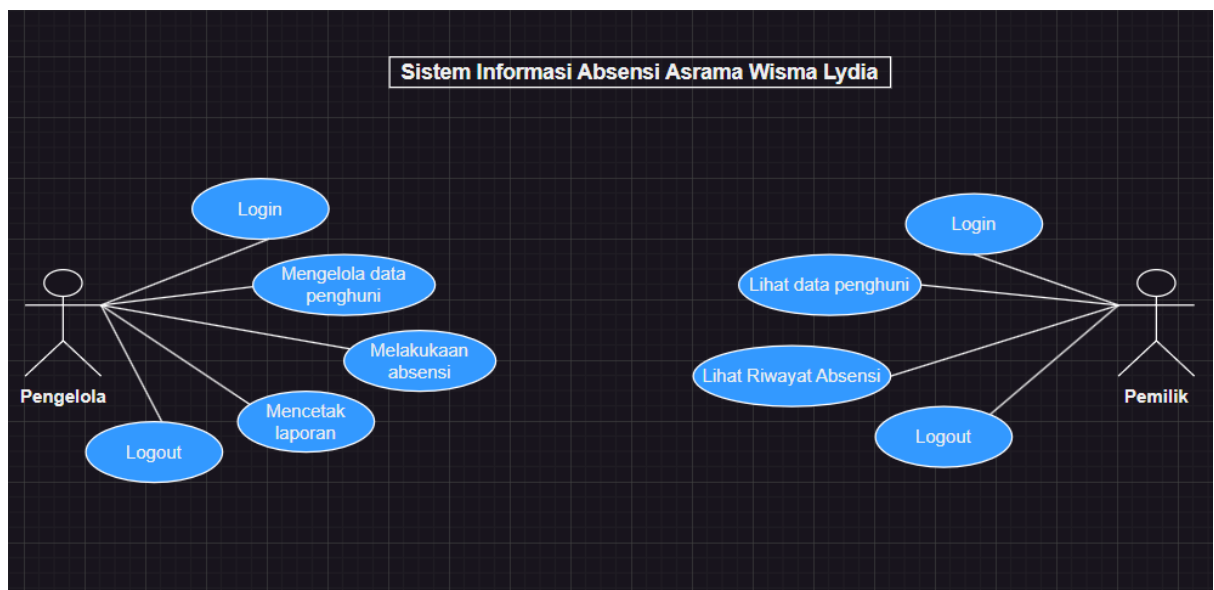 Sistem Informasi Absensi Asrama Wisma Lydia
Login
Mengelola data
penghuni
Melakukaan
absensi
Mencetak
laporan
Logout
Pengelola
Login
Lihat data penghuni
Lihat Riwayat Absensi
Logout
Pemilik